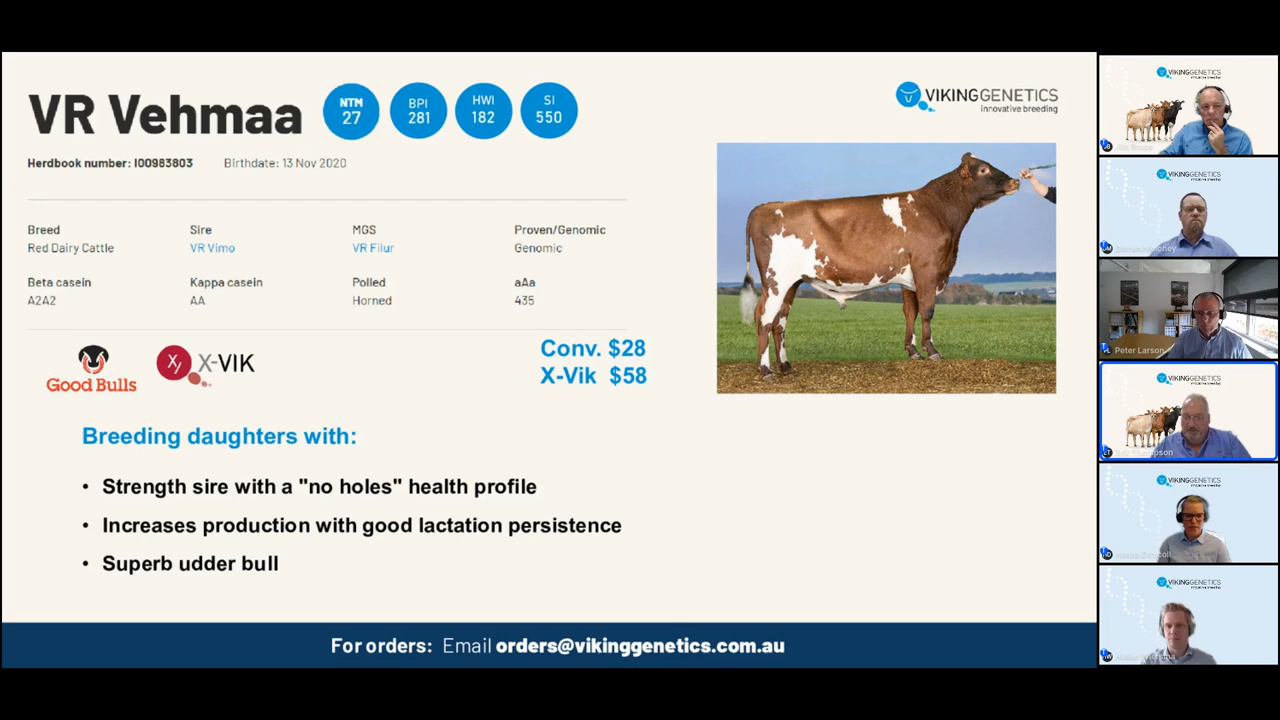 VR Vehmaa
NTM
27
BPI
281
HWI
182
SI
550
VIKINGGENETICS
innovative breeding
Herdbook number: I00983803
Birthdate: 13 Nov 2020
Breed
Red Dairy Cattle
Sire
VR Vimo
MGS
VR Filur
Proven/Genomic
Genomic
Beta casein
A2A2
Kappa casein
AA
Polled
Horned
aAa
435
GOOD BULLS
Xy
X-VIK
Conv. $28
X-Vik $58
Breeding daughters with:
• Strength sire with a "no holes" health profile
• Increases production with good lactation persistence
• Superb udder bull
For orders: Email orders@vikinggenetics.com.au
VIKINGGENETICS
VIKINGGENETICS
Peter Larson
VIKINGGENETICS
VIKINGGENETICS
VIKINGGENETICS